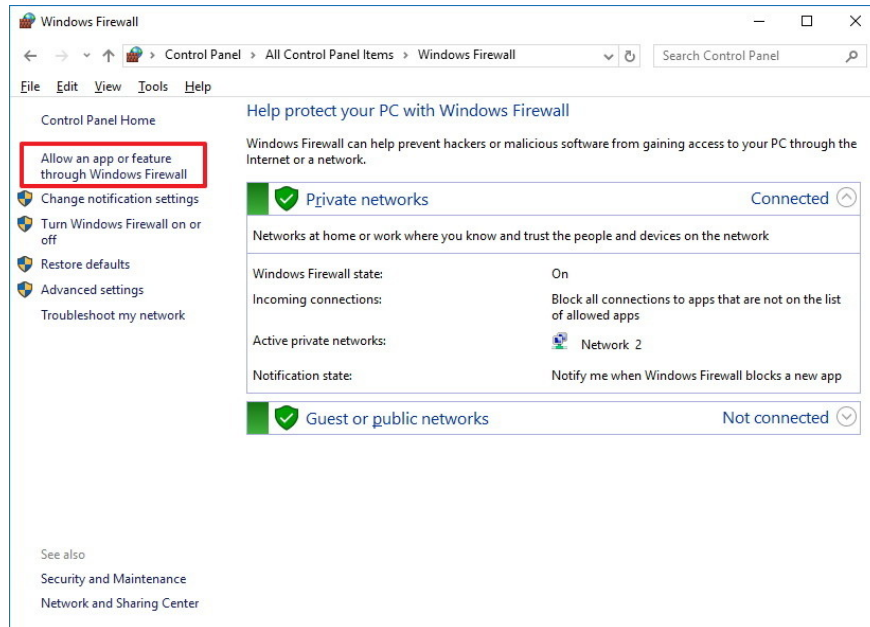 Windows Firewall
Control Panel > All Control Panel Items > Windows Firewall
Search Control Panel
File Edit View Tools Help
Control Panel Home
Allow an app or feature
through Windows Firewall
Change notification settings
Turn Windows Firewall on or
off
Restore defaults
Advanced settings
Troubleshoot my network
See also
Security and Maintenance
Network and Sharing Center
Help protect your PC with Windows Firewall
Windows Firewall can help prevent hackers or malicious software from gaining access to your PC through the
Internet or a network.
Private networks Connected
Networks at home or work where you know and trust the people and devices on the network
Windows Firewall state: On
Incoming connections: Block all connections to apps that are not on the list
of allowed apps
Active private networks: Network 2
Notification state: Notify me when Windows Firewall blocks a new app
Guest or public networks Not connected